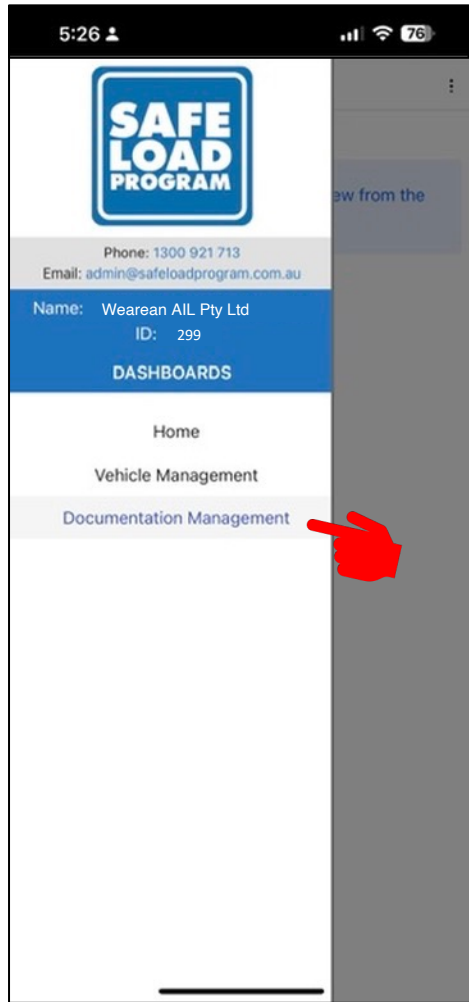 5:26
76
SAFE
LOAD
PROGRAM
ew from the
Phone: 1300 921 713
Email: admin@safeloadprogram.com.au
Name: Wearean AIL Pty Ltd
ID: 299
DASHBOARDS
Home
Vehicle Management
Documentation Management